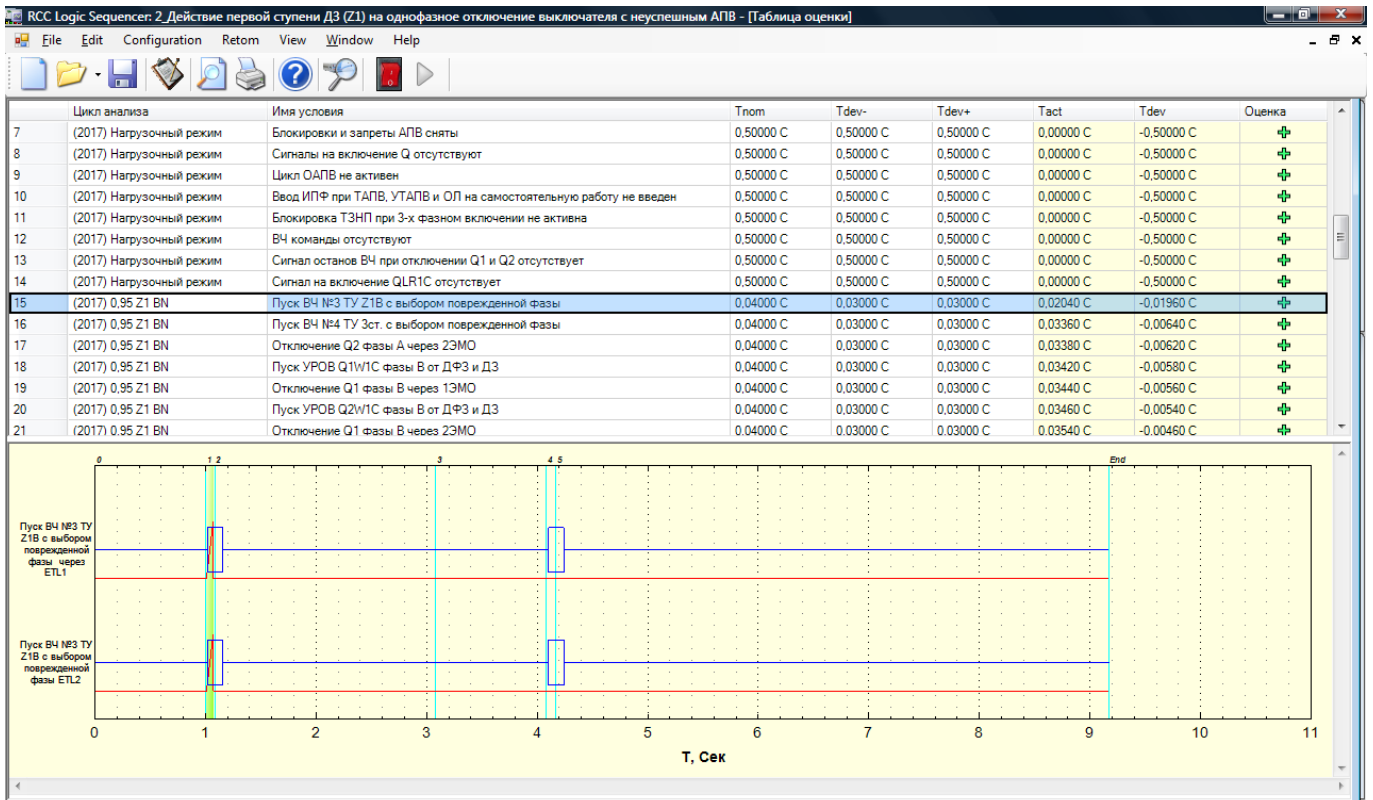 RCC Logic Sequencer: 2_Действие первой ступени ДЗ (Z1) на однофазное отключение выключателя с неуспешным АПВ - [Таблица оценки]
File Edit Configuration Retom View Window Help
Цикл анализа Имя условия Tnom Tdev- Tdev+ Tact Tdev Оценка
7 (2017) Нагрузочный режим Блокировки и запреты АПВ сняты 0,50000 С 0,50000 С 0,50000 С 0,00000 С -0,50000 С
8 (2017) Нагрузочный режим Сигналы на включение Q отсутствуют 0,50000 С 0,50000 С 0,50000 С 0,00000 С -0,50000 С
9 (2017) Нагрузочный режим Цикл ОАПВ не активен 0,50000 С 0,50000 С 0,50000 С 0,00000 С -0,50000 С
10 (2017) Нагрузочный режим Ввод ИПФ при ТАПВ, УТАПВ и ОЛ на самостоятельную работу не введен 0,50000 С 0,50000 С 0,50000 С 0,00000 С -0,50000 С
11 (2017) Нагрузочный режим Блокировка ТЗНП при 3-х фазном включении не активна 0,50000 С 0,50000 С 0,50000 С 0,00000 С -0,50000 С
12 (2017) Нагрузочный режим ВЧ команды отсутствуют 0,50000 С 0,50000 С 0,50000 С 0,00000 С -0,50000 С
13 (2017) Нагрузочный режим Сигнал останов ВЧ при отключении Q1 и Q2 отсутствует 0,50000 С 0,50000 С 0,50000 С 0,00000 С -0,50000 С
14 (2017) Нагрузочный режим Сигнал на включение QLR1C отсутствует 0,50000 С 0,50000 С 0,50000 С 0,00000 С -0,50000 С
15 (2017) 0,95 Z1 BN Пуск ВЧ №3 ТУ Z1В с выбором поврежденной фазы 0,04000 С 0,03000 С 0,03000 С 0,02040 С -0,01960 С
16 (2017) 0,95 Z1 BN Пуск ВЧ №4 ТУ 3ст. с выбором поврежденной фазы 0,04000 С 0,03000 С 0,03000 С 0,03360 С -0,00640 С
17 (2017) 0,95 Z1 BN Отключение Q2 фазы А через 2ЭМО 0,04000 С 0,03000 С 0,03000 С 0,03380 С -0,00620 С
18 (2017) 0,95 Z1 BN Пуск УРОВ Q1W1C фазы В от ДФЗ и ДЗ 0,04000 С 0,03000 С 0,03000 С 0,03420 С -0,00580 С
19 (2017) 0,95 Z1 BN Отключение Q1 фазы В через 1ЭМО 0,04000 С 0,03000 С 0,03000 С 0,03440 С -0,00560 С
20 (2017) 0,95 Z1 BN Пуск УРОВ Q2W1C фазы В от ДФЗ и ДЗ 0,04000 С 0,03000 С 0,03000 С 0,03460 С -0,00540 С
21 (2017) 0,95 Z1 BN Отключение Q1 фазы В через 2ЭМО 0,04000 С 0,03000 С 0,03000 С 0,03540 С -0,00460 С
0 1 2 3 4 5 End
Пуск ВЧ №3 ТУ
Z1В с выбором
поврежденной
фазы через
ETL1
Пуск ВЧ №3 ТУ
Z1В с выбором
поврежденной
фазы ETL2
0 1 2 3 4 5 6 7 8 9 10 11
Т, Сек